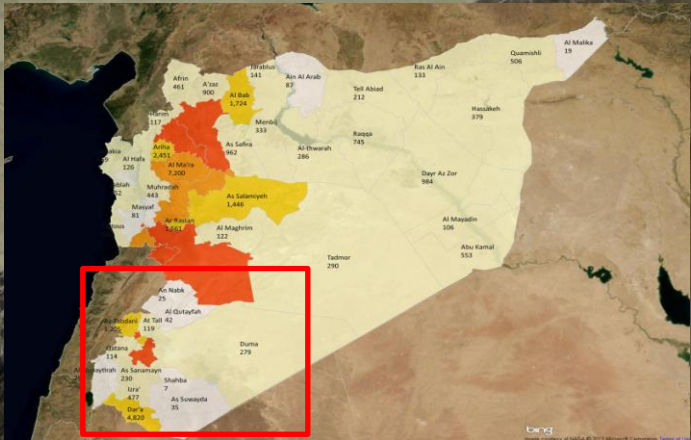 Al Malika
19
Quamishli
506
Ras Al Ain
133
Jarablus
141
Ain Al Arab
87
Afrin
461
A'zaz
900
Al Bab
1,724
Tell Abiad
212
Hassakeh
379
Harim
117
Menbij
333
Raqqa
745
Ariha
2,451
As Safira
962
Al-thwarah
286
Al Hafa
126
Al Ma'ra
7,200
Dayr Az Zor
984
Muhradah
443
As Salamiyeh
1,446
Masyaf
81
Al Mayadin
106
Ar Rastan
Al Maghrim
122
Abu Kamal
553
Tadmor
290
An Nabk
25
Al Qutayfah
42
At Tall
119
Duma
279
Qatana
114
As Sanamayn
230
Shahba
7
Izra'
477
As Suwayda
35
Dar'a
4,820
bing